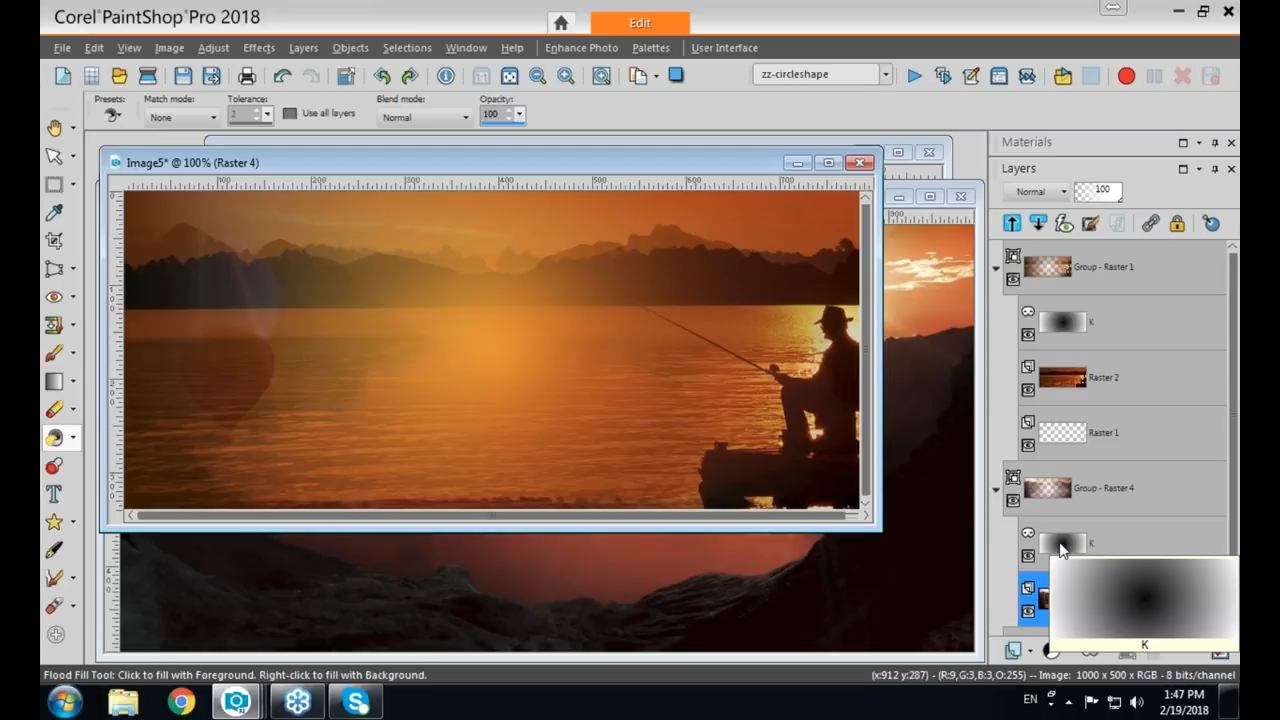 Corel PaintShop Pro 2018
Edit
File Edit View Image Adjust Effects Layers Objects Selections Window Help Enhance Photo Palettes User Interface
zz-circleshape
Presets: Match mode: Tolerance: Blend mode: Opacity:
None 2 Use all layers Normal 100
Materials
Image5* @ 100% (Raster 4)
Layers
Normal 100
100 200 300 400 500 600 700
900
Group - Raster 1
K
Raster 2
Raster 1
Group - Raster 4
K
K
Flood Fill Tool: Click to fill with Foreground. Right-click to fill with Background. (x:912 y:287) - (R:9,G:3,B:3,O:255) -- Image: 1000 x 500 x RGB - 8 bits/channel
EN
1:47 PM
2/19/2018